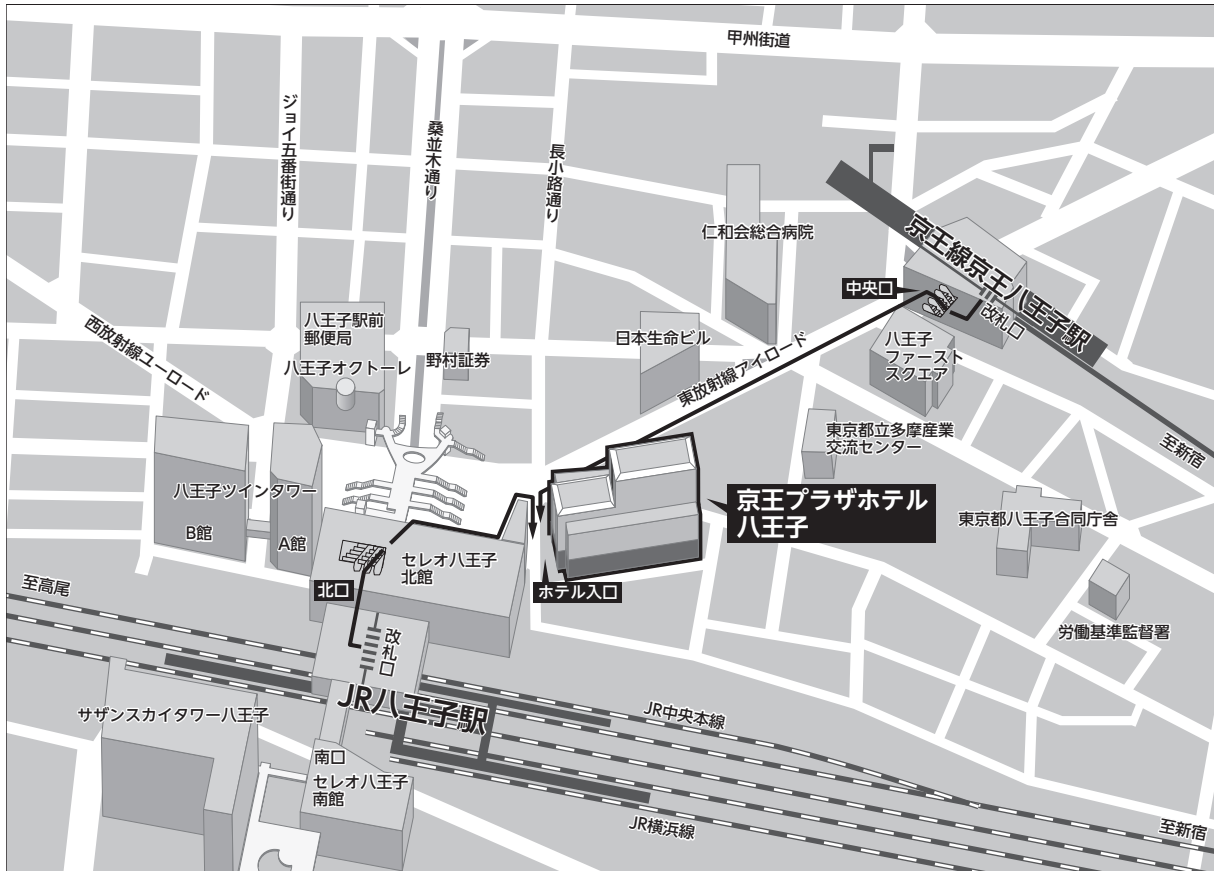 甲州街道
ジョイ五番街通り
桑並木通り
長小路通り
仁和会総合病院
京王線京王八王子駅
中央口
改札口
八王子駅前
郵便局
八王子オクトーレ
野村証券
日本生命ビル
東放射線アイロード
八王子
ファースト
スクエア
西放射線ユーロード
東京都立多摩産業
交流センター
至新宿
八王子ツインタワー
B館
A館
京王プラザホテル
八王子
東京都八王子合同庁舎
セレオ八王子
北館
北口
ホテル入口
至高尾
労働基準監督署
改札口
JR八王子駅
サザンスカイタワー八王子
JR中央本線
南口
セレオ八王子
南館
JR横浜線
至新宿